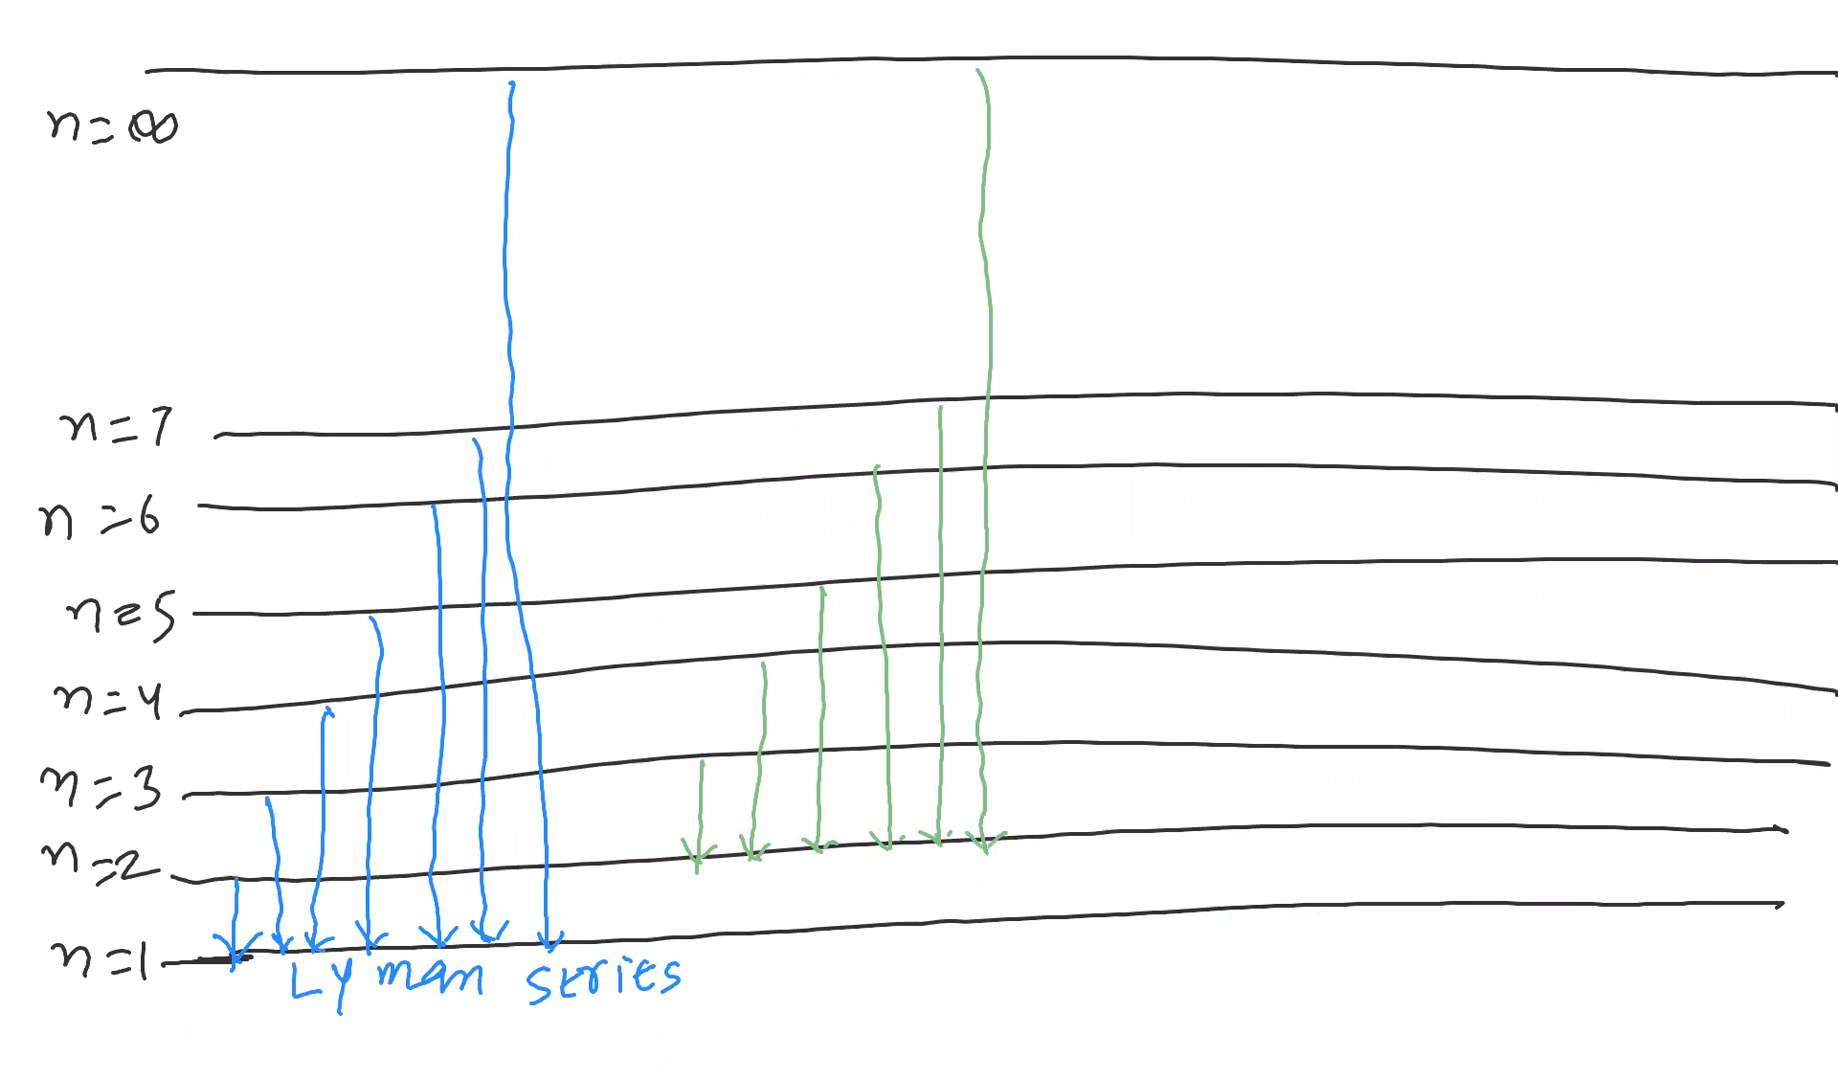 n=∞
n=7
n=6
n=5
n=4
n=3
n=2
n=1
Lyman series